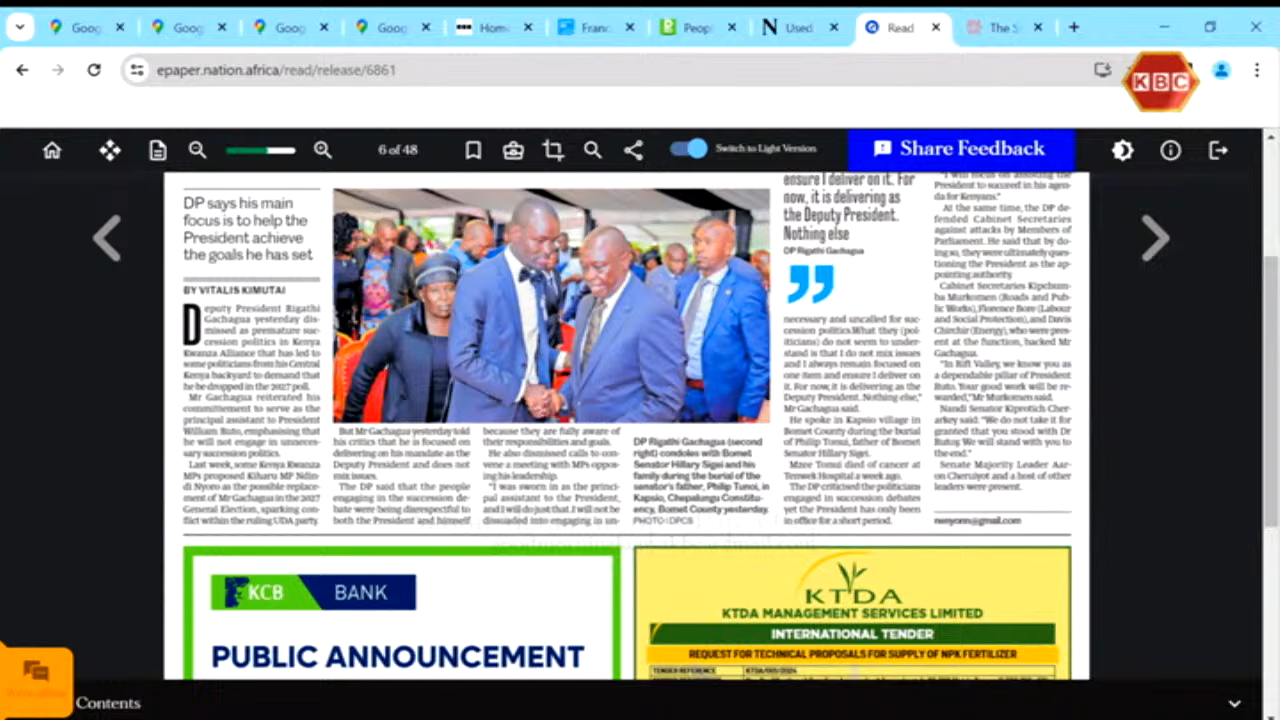 Goog
Goog
Goog
Goog
Home
Franc
Peopl
Used
Read
The S
epaper.nation.africa/read/release/6861
KBC
6 of 48
Switch to Light Version
Share Feedback
DP says his main
focus is to help the
President achieve
the goals he has set
BY VITALIS KIMUTAI
Deputy President Rigathi
Gachagua yesterday dis-
missed as premature suc-
cession politics in Kenya
Kwanza Alliance that has led to
some politicians from his Central
Kenya backyard to demand that
he be dropped in the 2027 poll.
Mr Gachagua reiterated his
commitment to serve as the
principal assistant to President
William Ruto, emphasising that
he will not engage in unneces-
sary succession politics.
Last week, some Kenya Kwanza
MPs proposed Kiharu MP Ndin-
di Nyoro as the possible replace-
ment of Mr Gachagua in the 2027
General Election, sparking con-
flict within the ruling UDA party.
But Mr Gachagua yesterday told
his critics that he is focused on
delivering on his mandate as the
Deputy President and does not
mix issues.
The DP said that the people
engaging in the succession de-
bate were being disrespectful to
both the President and himself
because they are fully aware of
their responsibilities and goals.
He also dismissed calls to con-
vene a meeting with MPs oppos-
ing his leadership.
"I was sworn in as the princi-
pal assistant to the President,
and I will do just that. I will not be
dissuaded into engaging in un-
DP Rigathi Gachagua (second
right) condoles with Bomet
Senator Hillary Sigei and his
family during the burial of the
senator's father, Philip Tunoi, in
Kapsio, Chepalungu Constitu-
ency, Bomet County yesterday.
PHOTO | DPCS
ensure I deliver on it. For
now, it is delivering as
the Deputy President.
Nothing else
DP Rigathi Gachagua
necessary and uncalled for suc-
cession politics.What they (pol-
iticians) do not seem to under-
stand is that I do not mix issues
and I always remain focused on
one item and ensure I deliver on
it. For now, it is delivering as the
Deputy President. Nothing else,"
Mr Gachagua said.
He spoke in Kapsio village in
Bomet County during the burial
of Philip Tonui, father of Bomet
Senator Hillary Sigei.
Mzee Tonui died of cancer at
Tenwek Hospital a week ago.
The DP criticised the politicians
engaged in succession debates
yet the President has only been
in office for a short period.
"I will focus on assisting the
President to succeed in his agen-
da for Kenyans."
At the same time, the DP de-
fended Cabinet Secretaries
against attacks by Members of
Parliament. He said that by do-
ing so, they were ultimately ques-
tioning the President as the ap-
pointing authority.
Cabinet Secretaries Kipchum-
ba Murkomen (Roads and Pub-
lic Works), Florence Bore (Labour
and Social Protection), and Davis
Chirchir (Energy), who were pres-
ent at the function, backed Mr
Gachagua.
"In Rift Valley, we know you as
a dependable pillar of President
Ruto. Your good work will be re-
warded," Mr Murkomen said.
Nandi Senator Kiprotich Cher-
arkey said: "We do not take it for
granted that you stood with Dr
Ruto. We will stand with you to
the end."
Senate Majority Leader Aar-
on Cheruiyot and a host of other
leaders were present.
KCB BANK
PUBLIC ANNOUNCEMENT
KTDA
KTDA MANAGEMENT SERVICES LIMITED
INTERNATIONAL TENDER
REQUEST FOR TECHNICAL PROPOSALS FOR SUPPLY OF NPK FERTILIZER
TENDER REFERENCE
Contents